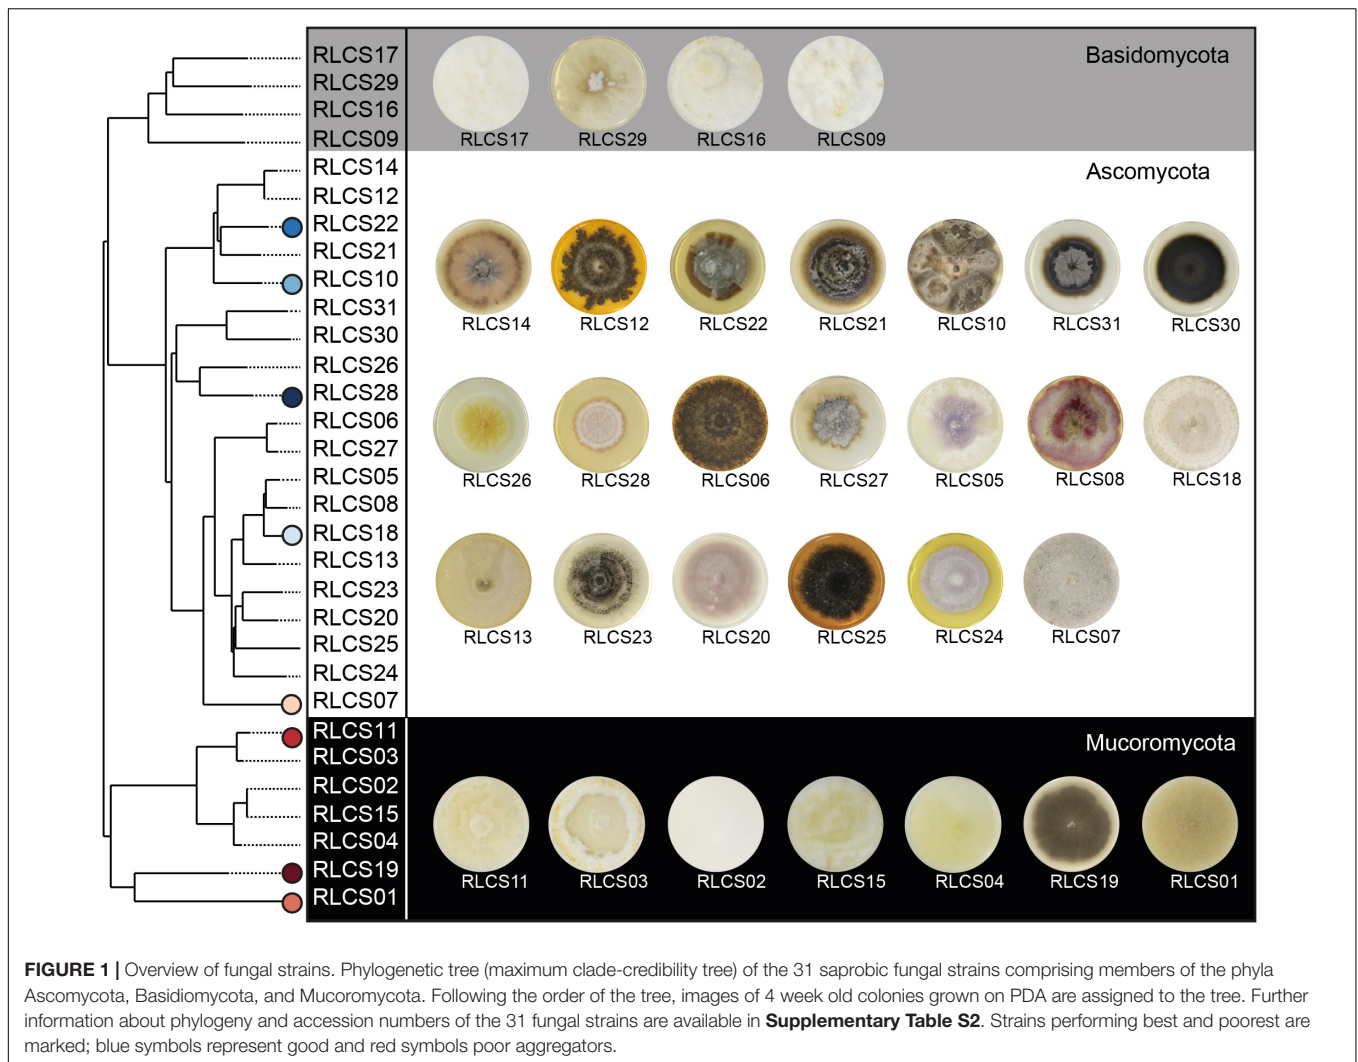 RLCS17
RLCS29
RLCS16
RLCS09
RLCS14
RLCS12
RLCS22
RLCS21
RLCS10
RLCS31
RLCS30
RLCS26
RLCS28
RLCS06
RLCS27
RLCS05
RLCS08
RLCS18
RLCS13
RLCS23
RLCS20
RLCS25
RLCS24
RLCS07
RLCS11
RLCS03
RLCS02
RLCS15
RLCS04
RLCS19
RLCS01
Basidomycota
RLCS17 RLCS29 RLCS16 RLCS09
Ascomycota
RLCS14 RLCS12 RLCS22 RLCS21 RLCS10 RLCS31 RLCS30
RLCS26 RLCS28 RLCS06 RLCS27 RLCS05 RLCS08 RLCS18
RLCS13 RLCS23 RLCS20 RLCS25 RLCS24 RLCS07
Mucoromycota
RLCS11 RLCS03 RLCS02 RLCS15 RLCS04 RLCS19 RLCS01
FIGURE 1 | Overview of fungal strains. Phylogenetic tree (maximum clade-credibility tree) of the 31 saprobic fungal strains comprising members of the phyla
Ascomycota, Basidiomycota, and Mucoromycota. Following the order of the tree, images of 4 week old colonies grown on PDA are assigned to the tree. Further
information about phylogeny and accession numbers of the 31 fungal strains are available in Supplementary Table S2. Strains performing best and poorest are
marked; blue symbols represent good and red symbols poor aggregators.